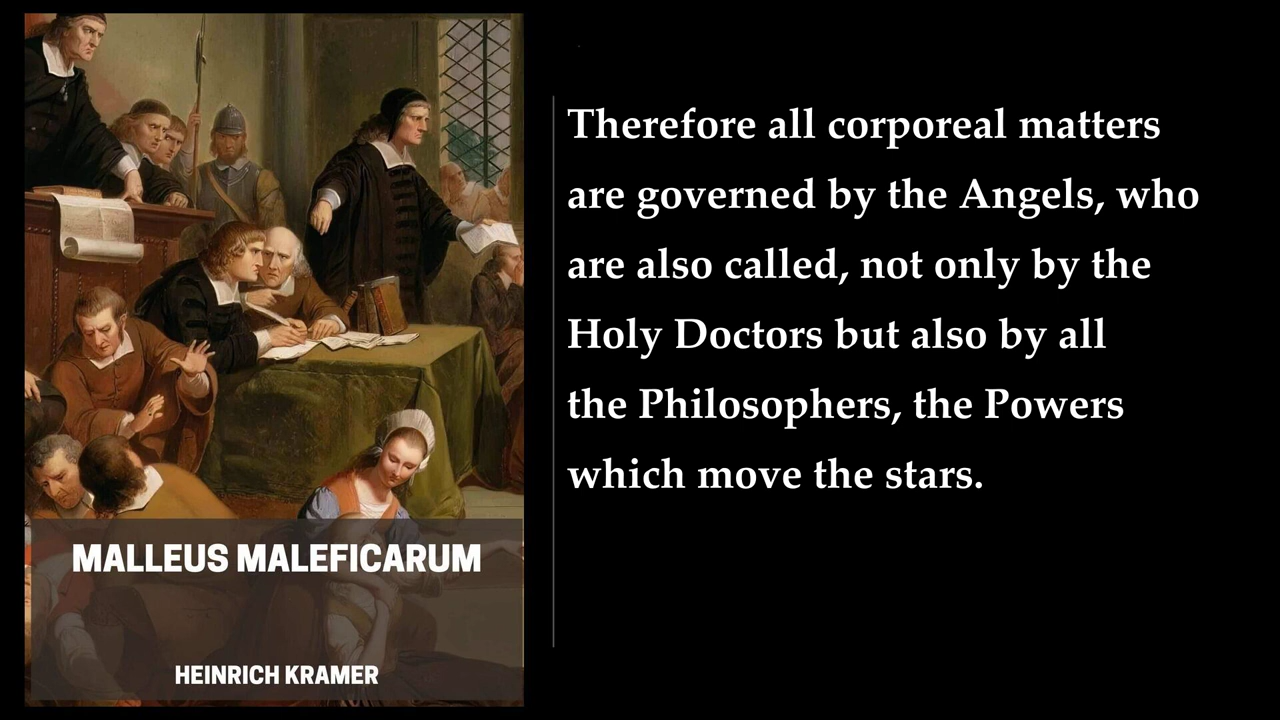 MALLEUS MALEFICARUM
HEINRICH KRAMER
Therefore all corporeal matters
are governed by the Angels, who
are also called, not only by the
Holy Doctors but also by all
the Philosophers, the Powers
which move the stars.